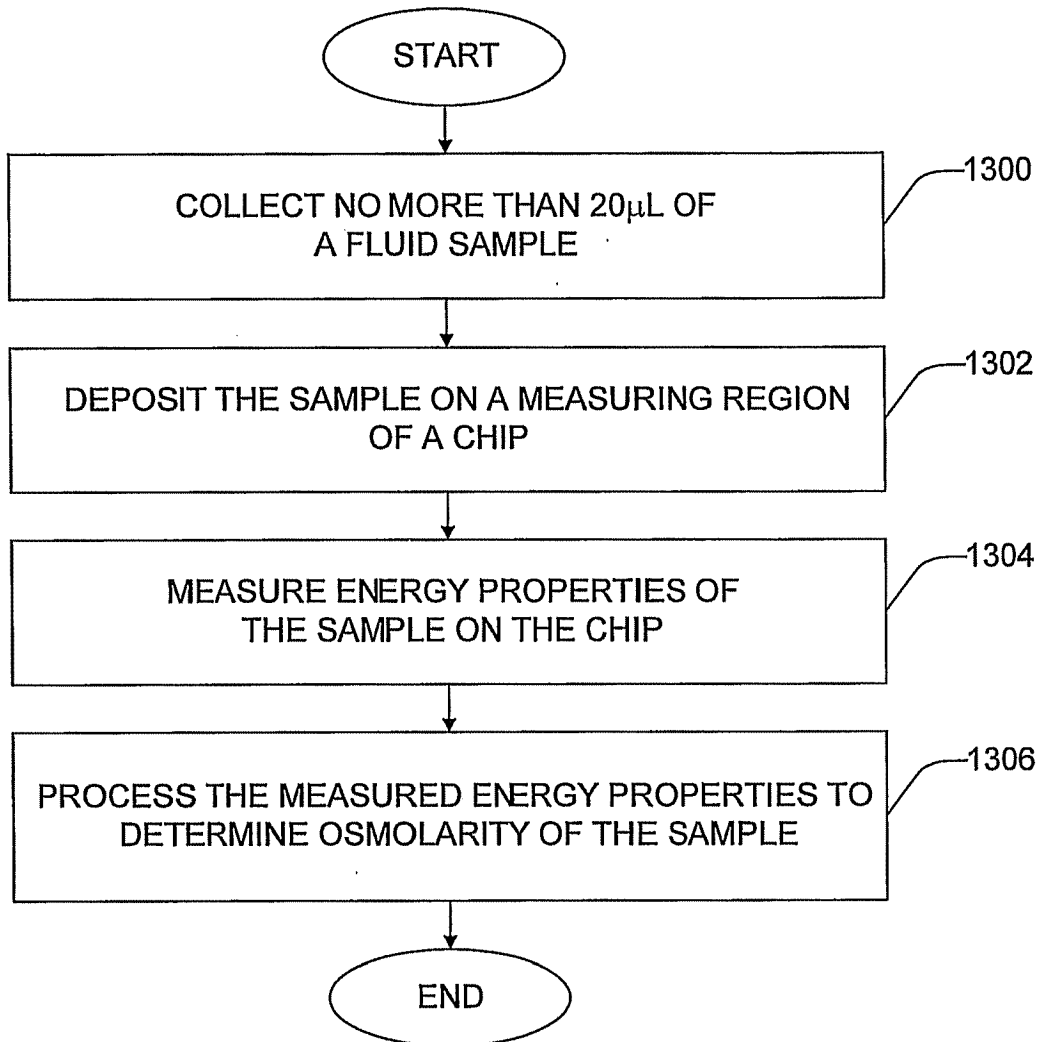 START
1300
COLLECT NO MORE THAN 20μL OF
A FLUID SAMPLE
1302
DEPOSIT THE SAMPLE ON A MEASURING REGION
OF A CHIP
1304
MEASURE ENERGY PROPERTIES OF
THE SAMPLE ON THE CHIP
1306
PROCESS THE MEASURED ENERGY PROPERTIES TO
DETERMINE OSMOLARITY OF THE SAMPLE
END